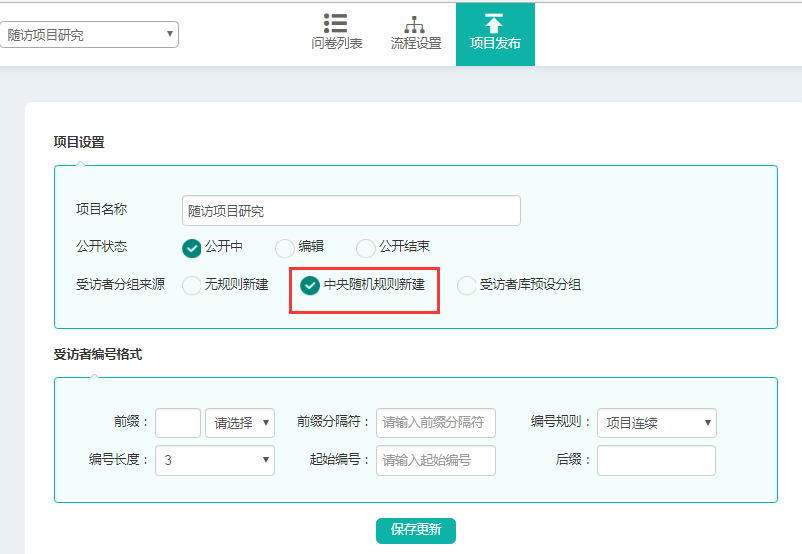 随访项目研究
问卷列表 流程设置 项目发布
项目设置
项目名称 随访项目研究
公开状态 公开中 编辑 公开结束
受访者分组来源 无规则新建 中央随机规则新建 受访者库预设分组
受访者编号格式
前缀： 请选择 前缀分隔符： 请输入前缀分隔符 编号规则： 项目连续
编号长度： 3 起始编号： 请输入起始编号 后缀：
保存更新